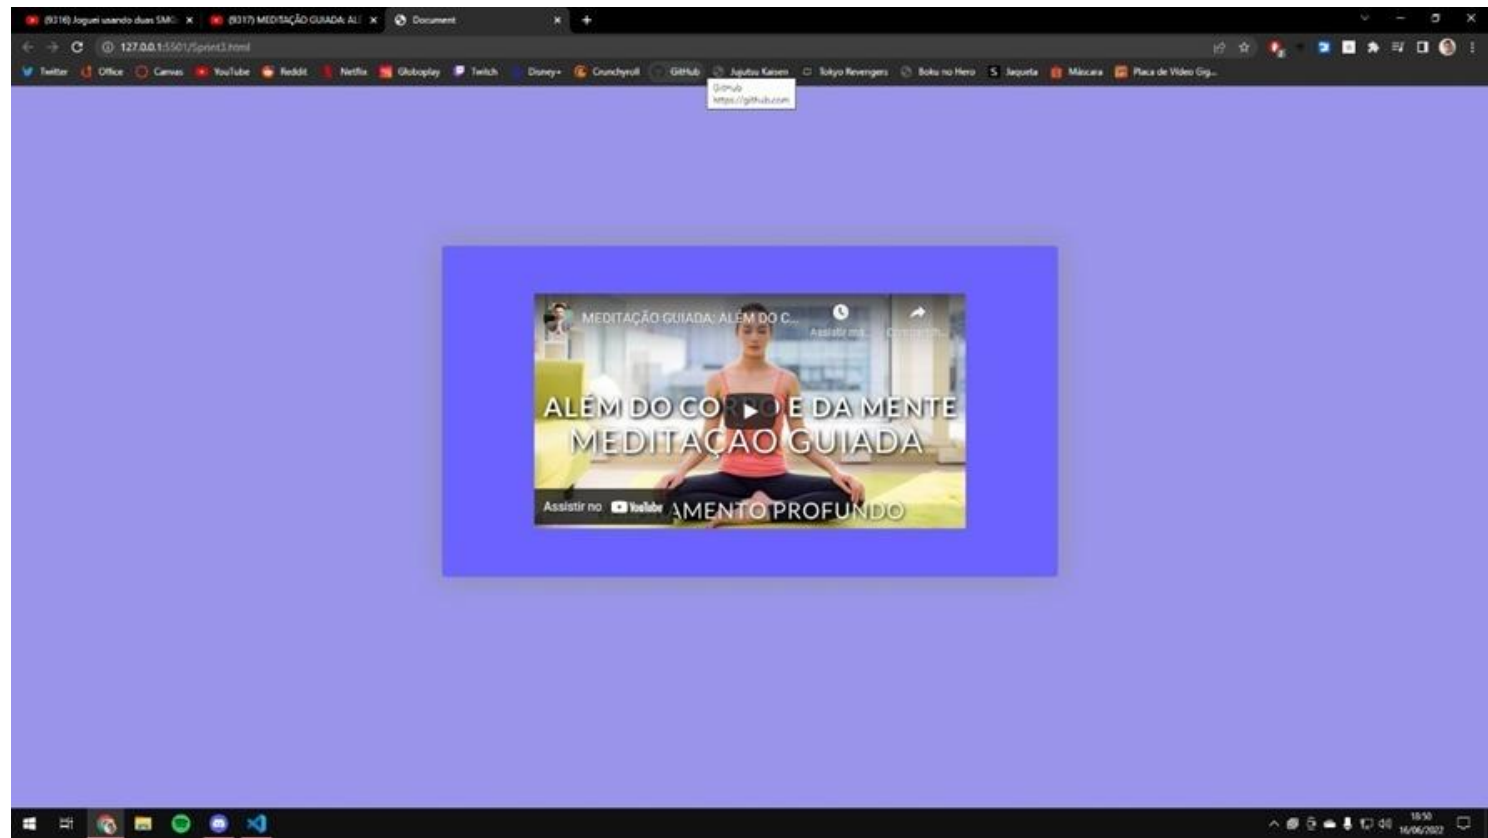 (9316) Joguei usando duas SMG
(9317) MEDITAÇÃO GUIADA: AL
Document
127.0.0.1:5501/Sprint3.html
Twitter Office Canvas YouTube Reddit Netflix Globoplay Twitch Disney+ Crunchyroll GitHub Jujutsu Kaisen Tokyo Revengers Boku no Hero Jaqueta Máscara Placa de Vídeo Gig...
GitHub
https://github.com
MEDITAÇÃO GUIADA: ALÉM DO C...
Assistir ma...
ALÉM DO CORPO E DA MENTE
MEDITAÇÃO GUIADA
Assistir no YouTube
AMENTO PROFUNDO
18:50
16/06/2022